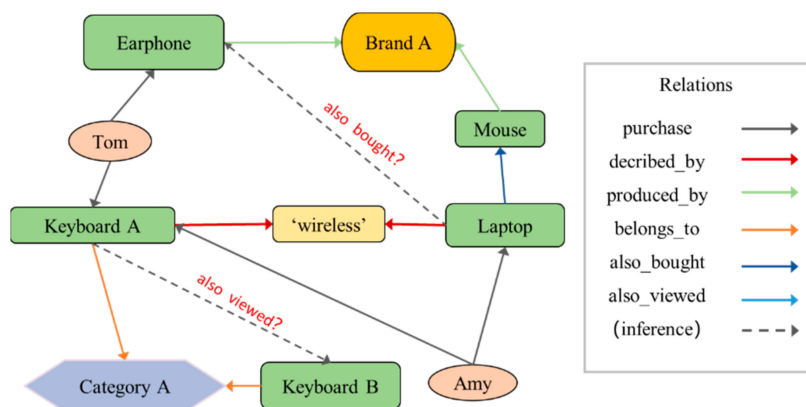 Earphone
Brand A
also bought?
Mouse
Tom
Keyboard A
‘wireless’
Laptop
also viewed?
Category A
Keyboard B
Amy
Relations
purchase
decribed_by
produced_by
belongs_to
also_bought
also_viewed
(inference)